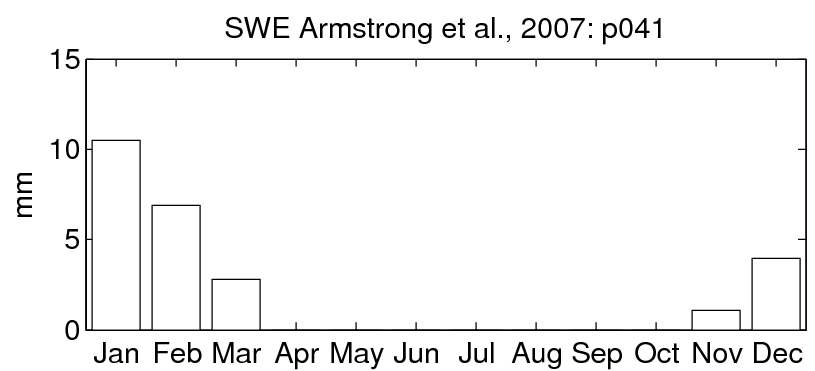 SWE Armstrong et al., 2007: p041
15
10
5
0
mm
Jan Feb Mar Apr May Jun Jul Aug Sep Oct Nov Dec